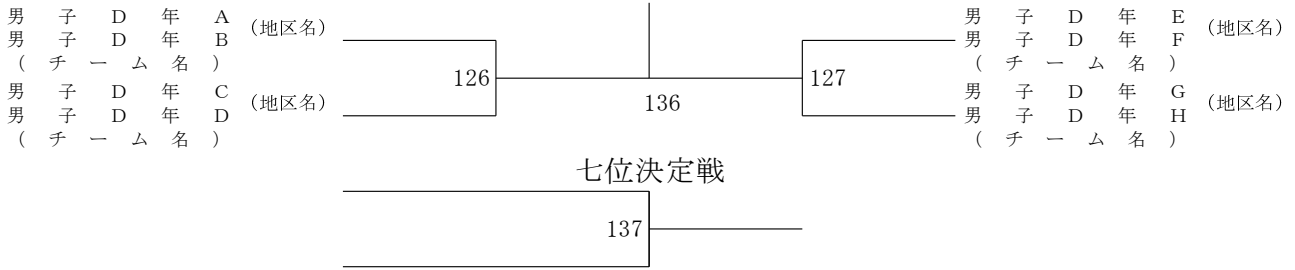 男子D年A
男子D年B
(チーム名)
(地区名)
男子D年C
男子D年D
(チーム名)
(地区名)
126
136
127
男子D年E
男子D年F
(チーム名)
(地区名)
男子D年G
男子D年H
(チーム名)
(地区名)
七位決定戦
137